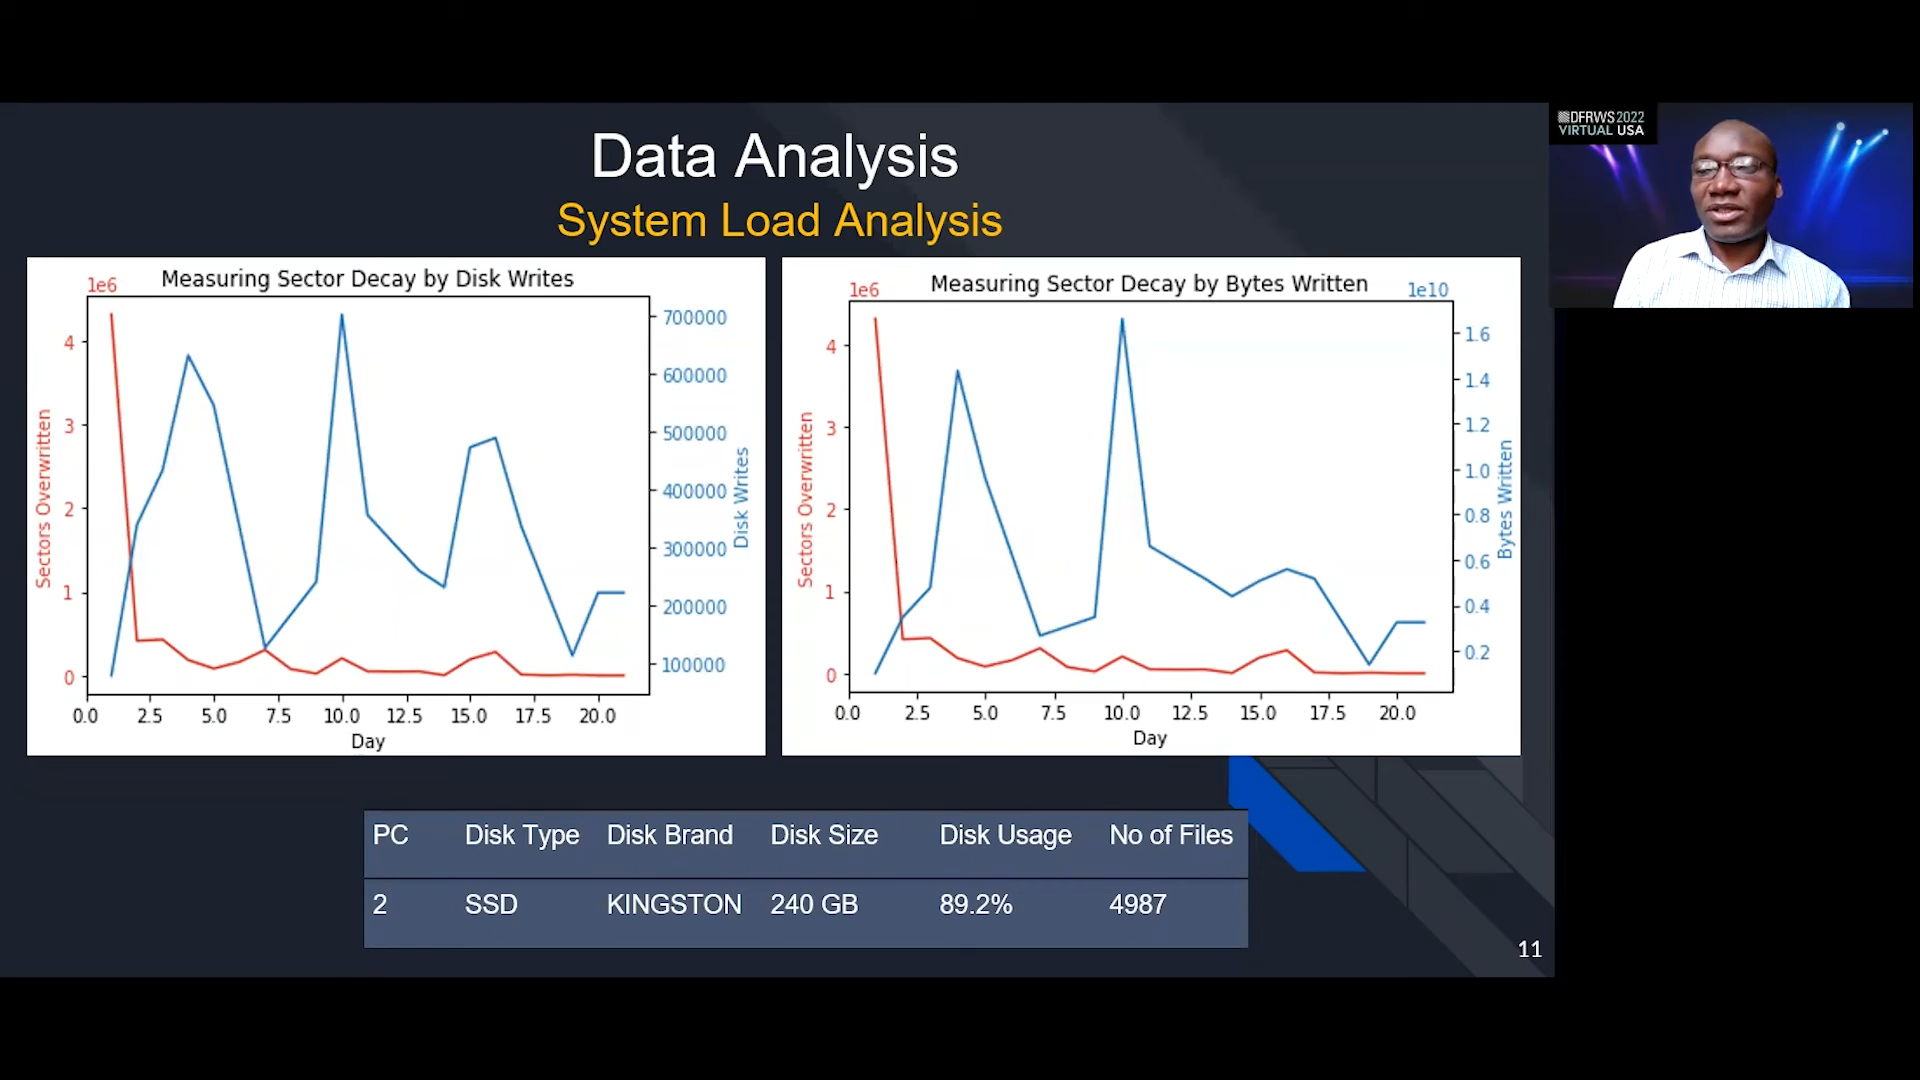 DFRWS 2022
VIRTUAL USA
Data Analysis
System Load Analysis
Measuring Sector Decay by Disk Writes
1e6
Sectors Overwritten
4
3
2
1
0
700000
600000
500000
400000
300000
200000
100000
Disk Writes
0.0 2.5 5.0 7.5 10.0 12.5 15.0 17.5 20.0
Day
Measuring Sector Decay by Bytes Written
1e6
1e10
Sectors Overwritten
4
3
2
1
0
1.6
1.4
1.2
1.0
0.8
0.6
0.4
0.2
Bytes Written
0.0 2.5 5.0 7.5 10.0 12.5 15.0 17.5 20.0
Day
PC Disk Type Disk Brand Disk Size Disk Usage No of Files
2 SSD KINGSTON 240 GB 89.2% 4987
11